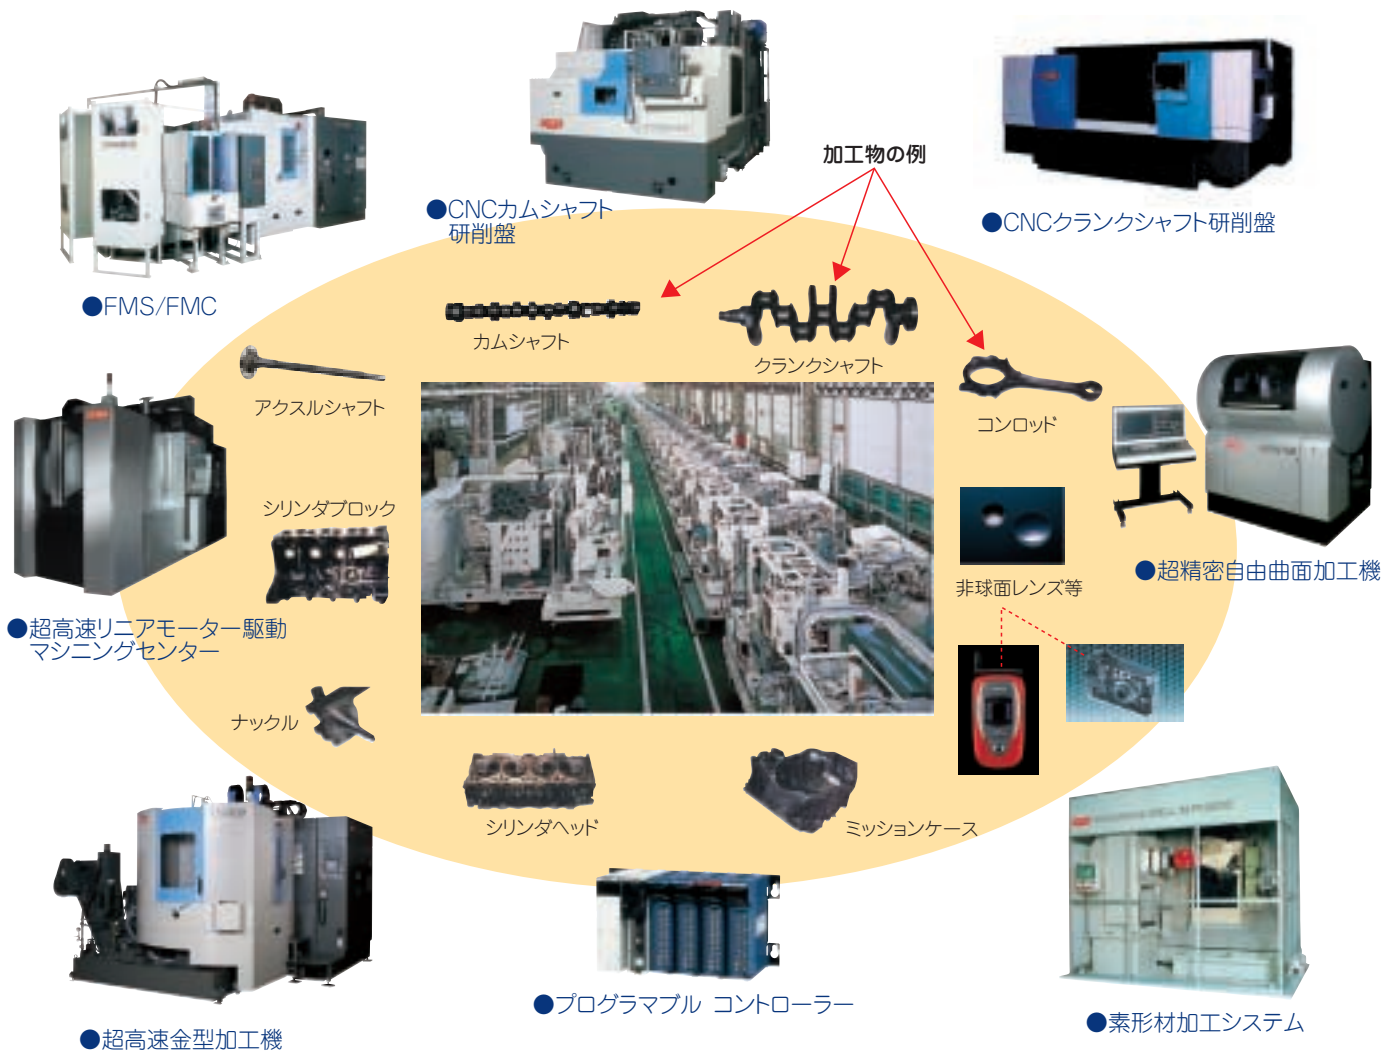 加工物の例
●CNCカムシャフト
研削盤
●CNCクランクシャフト研削盤
●FMS/FMC
カムシャフト
クランクシャフト
アクスルシャフト
コンロッド
シリンダブロック
●超精密自由曲面加工機
非球面レンズ等
●超高速リニアモーター駆動
マシニングセンター
ナックル
シリンダヘッド
ミッションケース
●プログラマブル コントローラー
●素形材加工システム
●超高速金型加工機